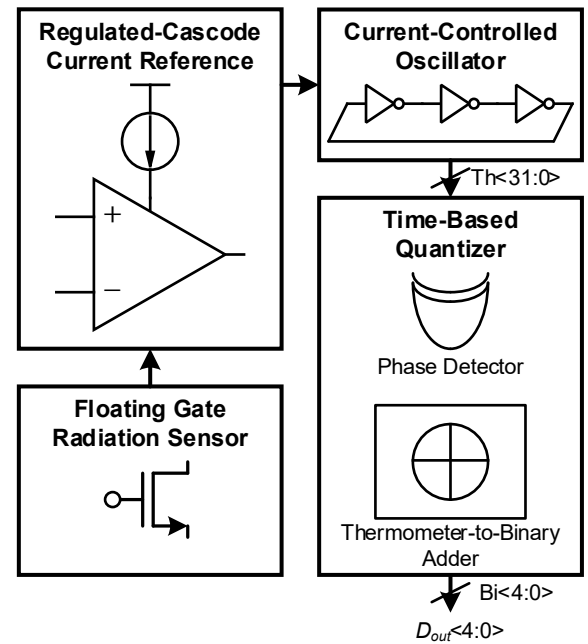 Regulated-Cascode
Current Reference
+
−
Current-Controlled
Oscillator
Th<31:0>
Time-Based
Quantizer
Phase Detector
Thermometer-to-Binary
Adder
Bi<4:0>
Dout<4:0>
Floating Gate
Radiation Sensor